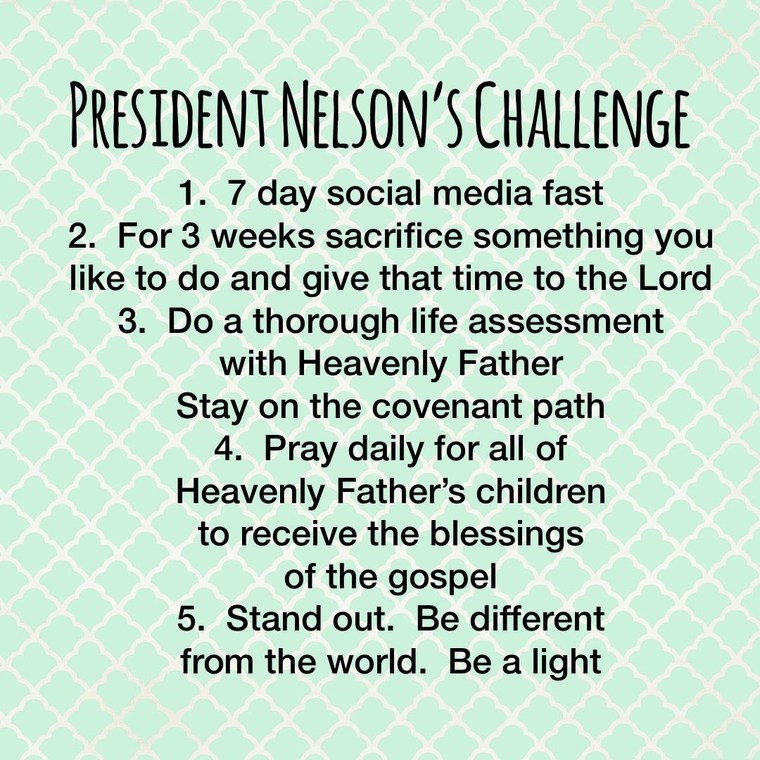 PRESIDENT NELSON'S CHALLENGE
1. 7 day social media fast
2. For 3 weeks sacrifice something you
like to do and give that time to the Lord
3. Do a thorough life assessment
with Heavenly Father
Stay on the covenant path
4. Pray daily for all of
Heavenly Father's children
to receive the blessings
of the gospel
5. Stand out. Be different
from the world. Be a light